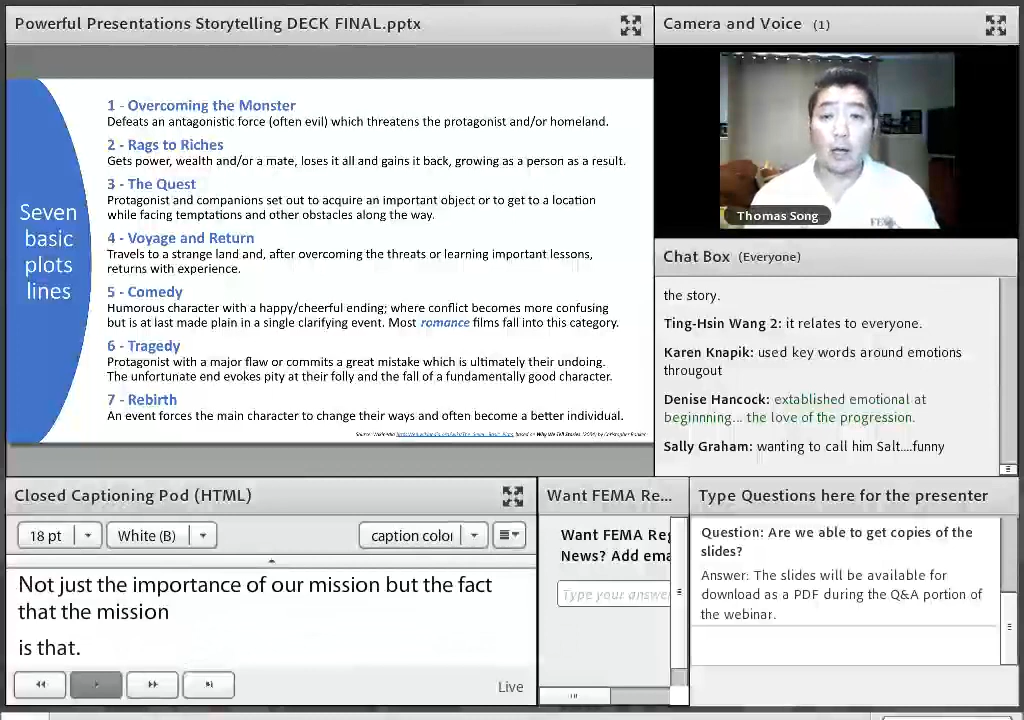 Powerful Presentations Storytelling DECK FINAL.pptx
Seven
basic
plots
lines
1 - Overcoming the Monster
Defeats an antagonistic force (often evil) which threatens the protagonist and/or homeland.
2 - Rags to Riches
Gets power, wealth and/or a mate, loses it all and gains it back, growing as a person as a result.
3 - The Quest
Protagonist and companions set out to acquire an important object or to get to a location
while facing temptations and other obstacles along the way.
4 - Voyage and Return
Travels to a strange land and, after overcoming the threats or learning important lessons,
returns with experience.
5 - Comedy
Humorous character with a happy/cheerful ending; where conflict becomes more confusing
but is at last made plain in a single clarifying event. Most romance films fall into this category.
6 - Tragedy
Protagonist with a major flaw or commits a great mistake which is ultimately their undoing.
The unfortunate end evokes pity at their folly and the fall of a fundamentally good character.
7 - Rebirth
An event forces the main character to change their ways and often become a better individual.
Camera and Voice (1)
Thomas Song
FEMA
Chat Box (Everyone)
the story.
Ting-Hsin Wang 2: it relates to everyone.
Karen Knapik: used key words around emotions
througout
Denise Hancock: extablished emotional at
beginnning... the love of the progression.
Sally Graham: wanting to call him Salt....funny
Closed Captioning Pod (HTML)
18 pt
White (B)
caption color
Not just the importance of our mission but the fact
that the mission
is that.
Live
Want FEMA Re...
Want FEMA Reg
News? Add ema
Type your answer
Type Questions here for the presenter
Question: Are we able to get copies of the
slides?
Answer: The slides will be available for
download as a PDF during the Q&A portion of
the webinar.